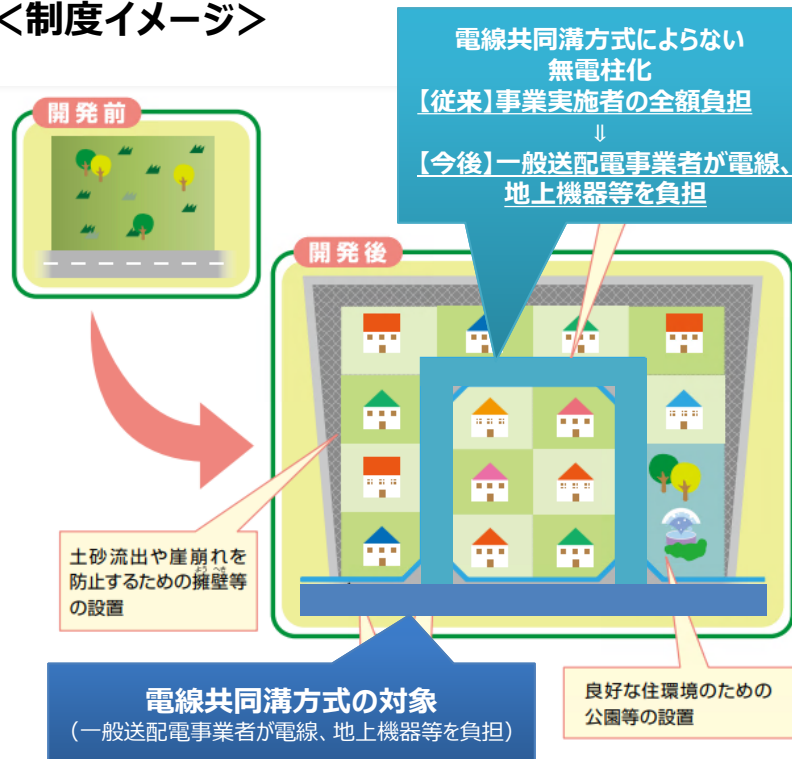 ＜制度イメージ＞
電線共同溝方式によらない
無電柱化
【従来】事業実施者の全額負担
⇓
【今後】一般送配電事業者が電線、
地上機器等を負担
開発前
開発後
土砂流出や崖崩れを
防止するための擁壁等
の設置
ようへき
電線共同溝方式の対象
（一般送配電事業者が電線、地上機器等を負担）
良好な住環境のための
公園等の設置